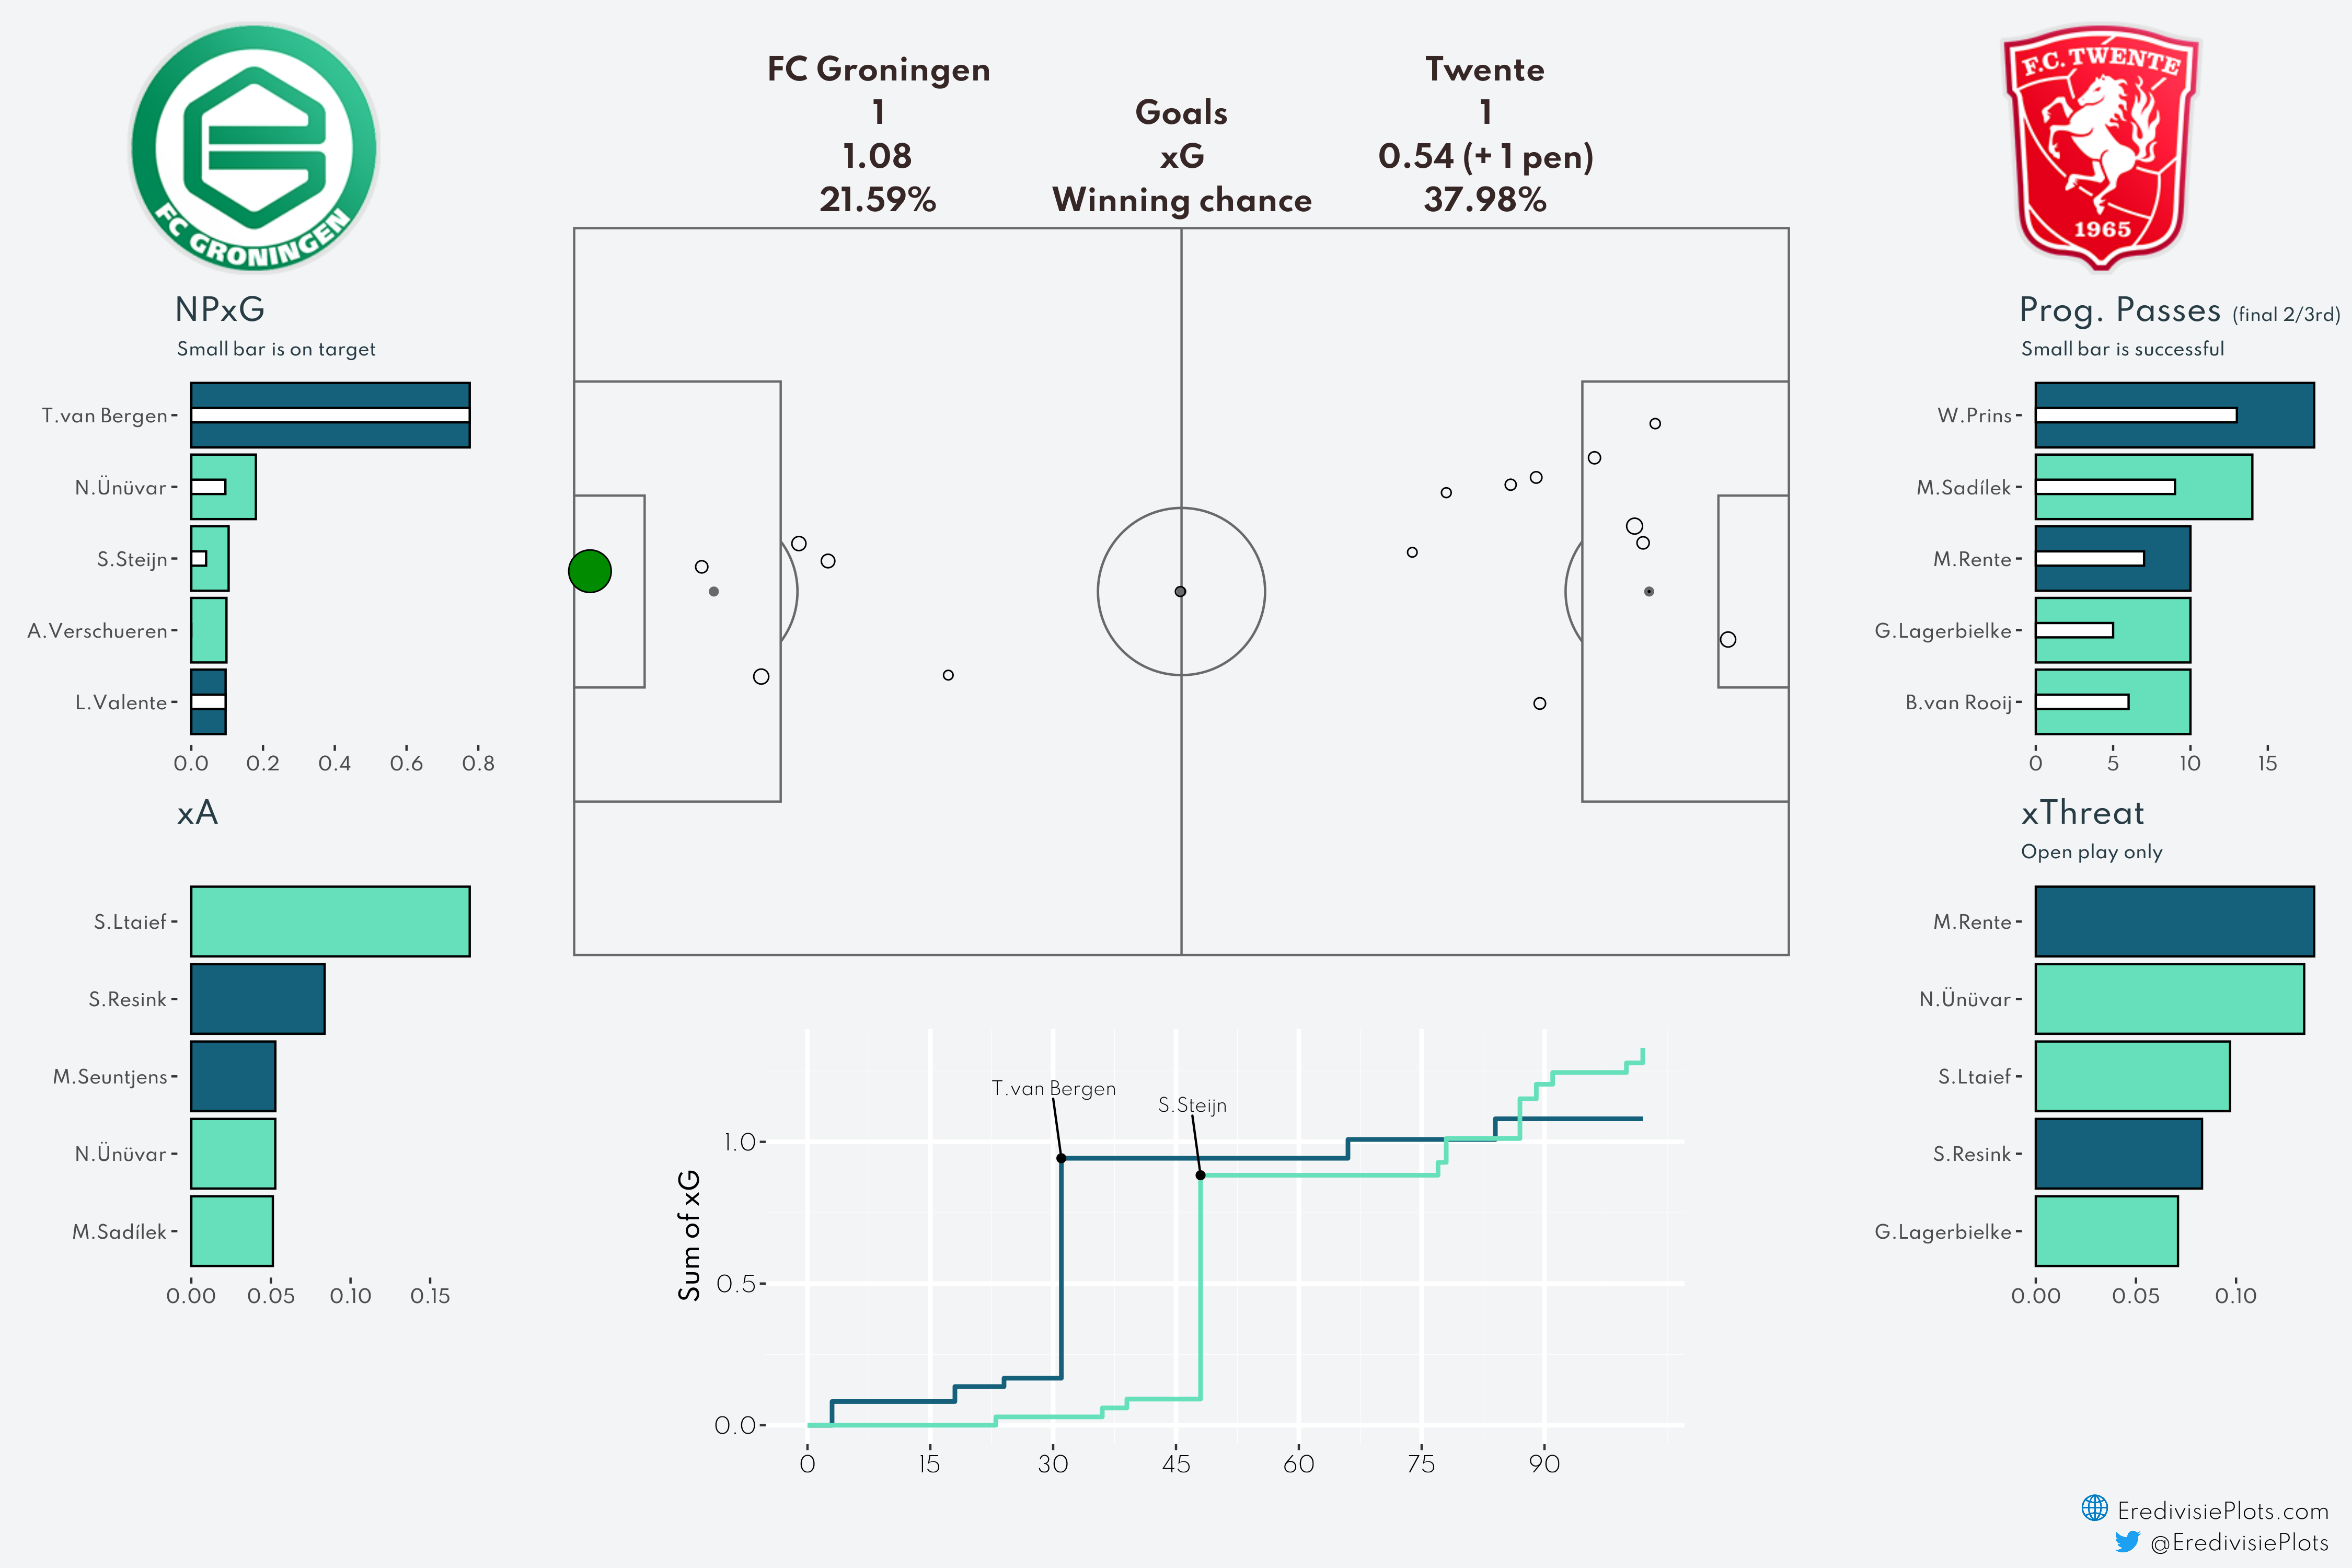 FC GRONINGEN
F.C. TWENTE
1965
FC Groningen Twente
1 Goals 1
1.08 xG 0.54 (+ 1 pen)
21.59% Winning chance 37.98%
NPxG
Small bar is on target
T.van Bergen
N.Ünüvar
S.Steijn
A.Verschueren
L.Valente
0.0 0.2 0.4 0.6 0.8
xA
S.Ltaief
S.Resink
M.Seuntjens
N.Ünüvar
M.Sadílek
0.00 0.05 0.10 0.15
T.van Bergen
S.Steijn
Sum of xG
1.0
0.5
0.0
0 15 30 45 60 75 90
Prog. Passes (final 2/3rd)
Small bar is successful
W.Prins
M.Sadílek
M.Rente
G.Lagerbielke
B.van Rooij
0 5 10 15
xThreat
Open play only
M.Rente
N.Ünüvar
S.Ltaief
S.Resink
G.Lagerbielke
0.00 0.05 0.10
EredivisiePlots.com
@EredivisiePlots